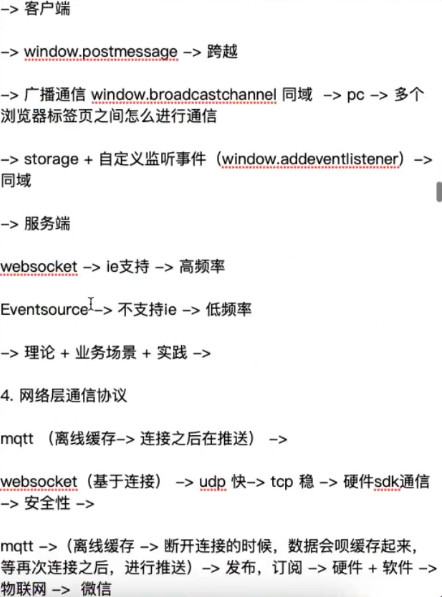 -> 客户端
-> window.postmessage -> 跨越
-> 广播通信 window.broadcastchannel 同域 -> pc -> 多个
浏览器标签页之间怎么进行通信
-> storage + 自定义监听事件（window.addeventlistener）->
同域
-> 服务端
websocket -> ie支持 -> 高频率
Eventsource -> 不支持ie -> 低频率
-> 理论 + 业务场景 + 实践 ->
4. 网络层通信协议
mqtt （离线缓存-> 连接之后在推送） ->
websocket（基于连接） -> udp 快-> tcp 稳 -> 硬件sdk通信
-> 安全性 ->
mqtt ->（离线缓存 -> 断开连接的时候，数据会呗缓存起来，
等再次连接之后，进行推送）-> 发布，订阅 -> 硬件 + 软件 ->
物联网 -> 微信